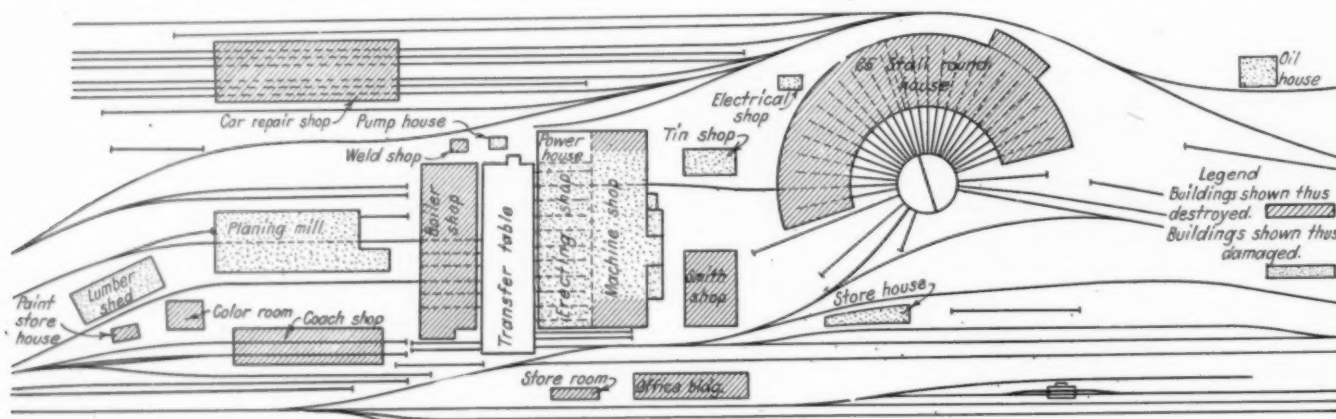 Car repair shop
Pump house
Weld shop
Electrical
shop
65 Stall round
house
Oil
house
Tin shop
Power
house
Boiler
shop
Transfer table
Erecting shop
Machine shop
Planing mill
Lumber
shed
Paint
store
house
Color room
Coach shop
Smith
shop
Store house
Store room
Office bldg.
Legend
Buildings shown thus
destroyed.
Buildings shown thus
damaged.